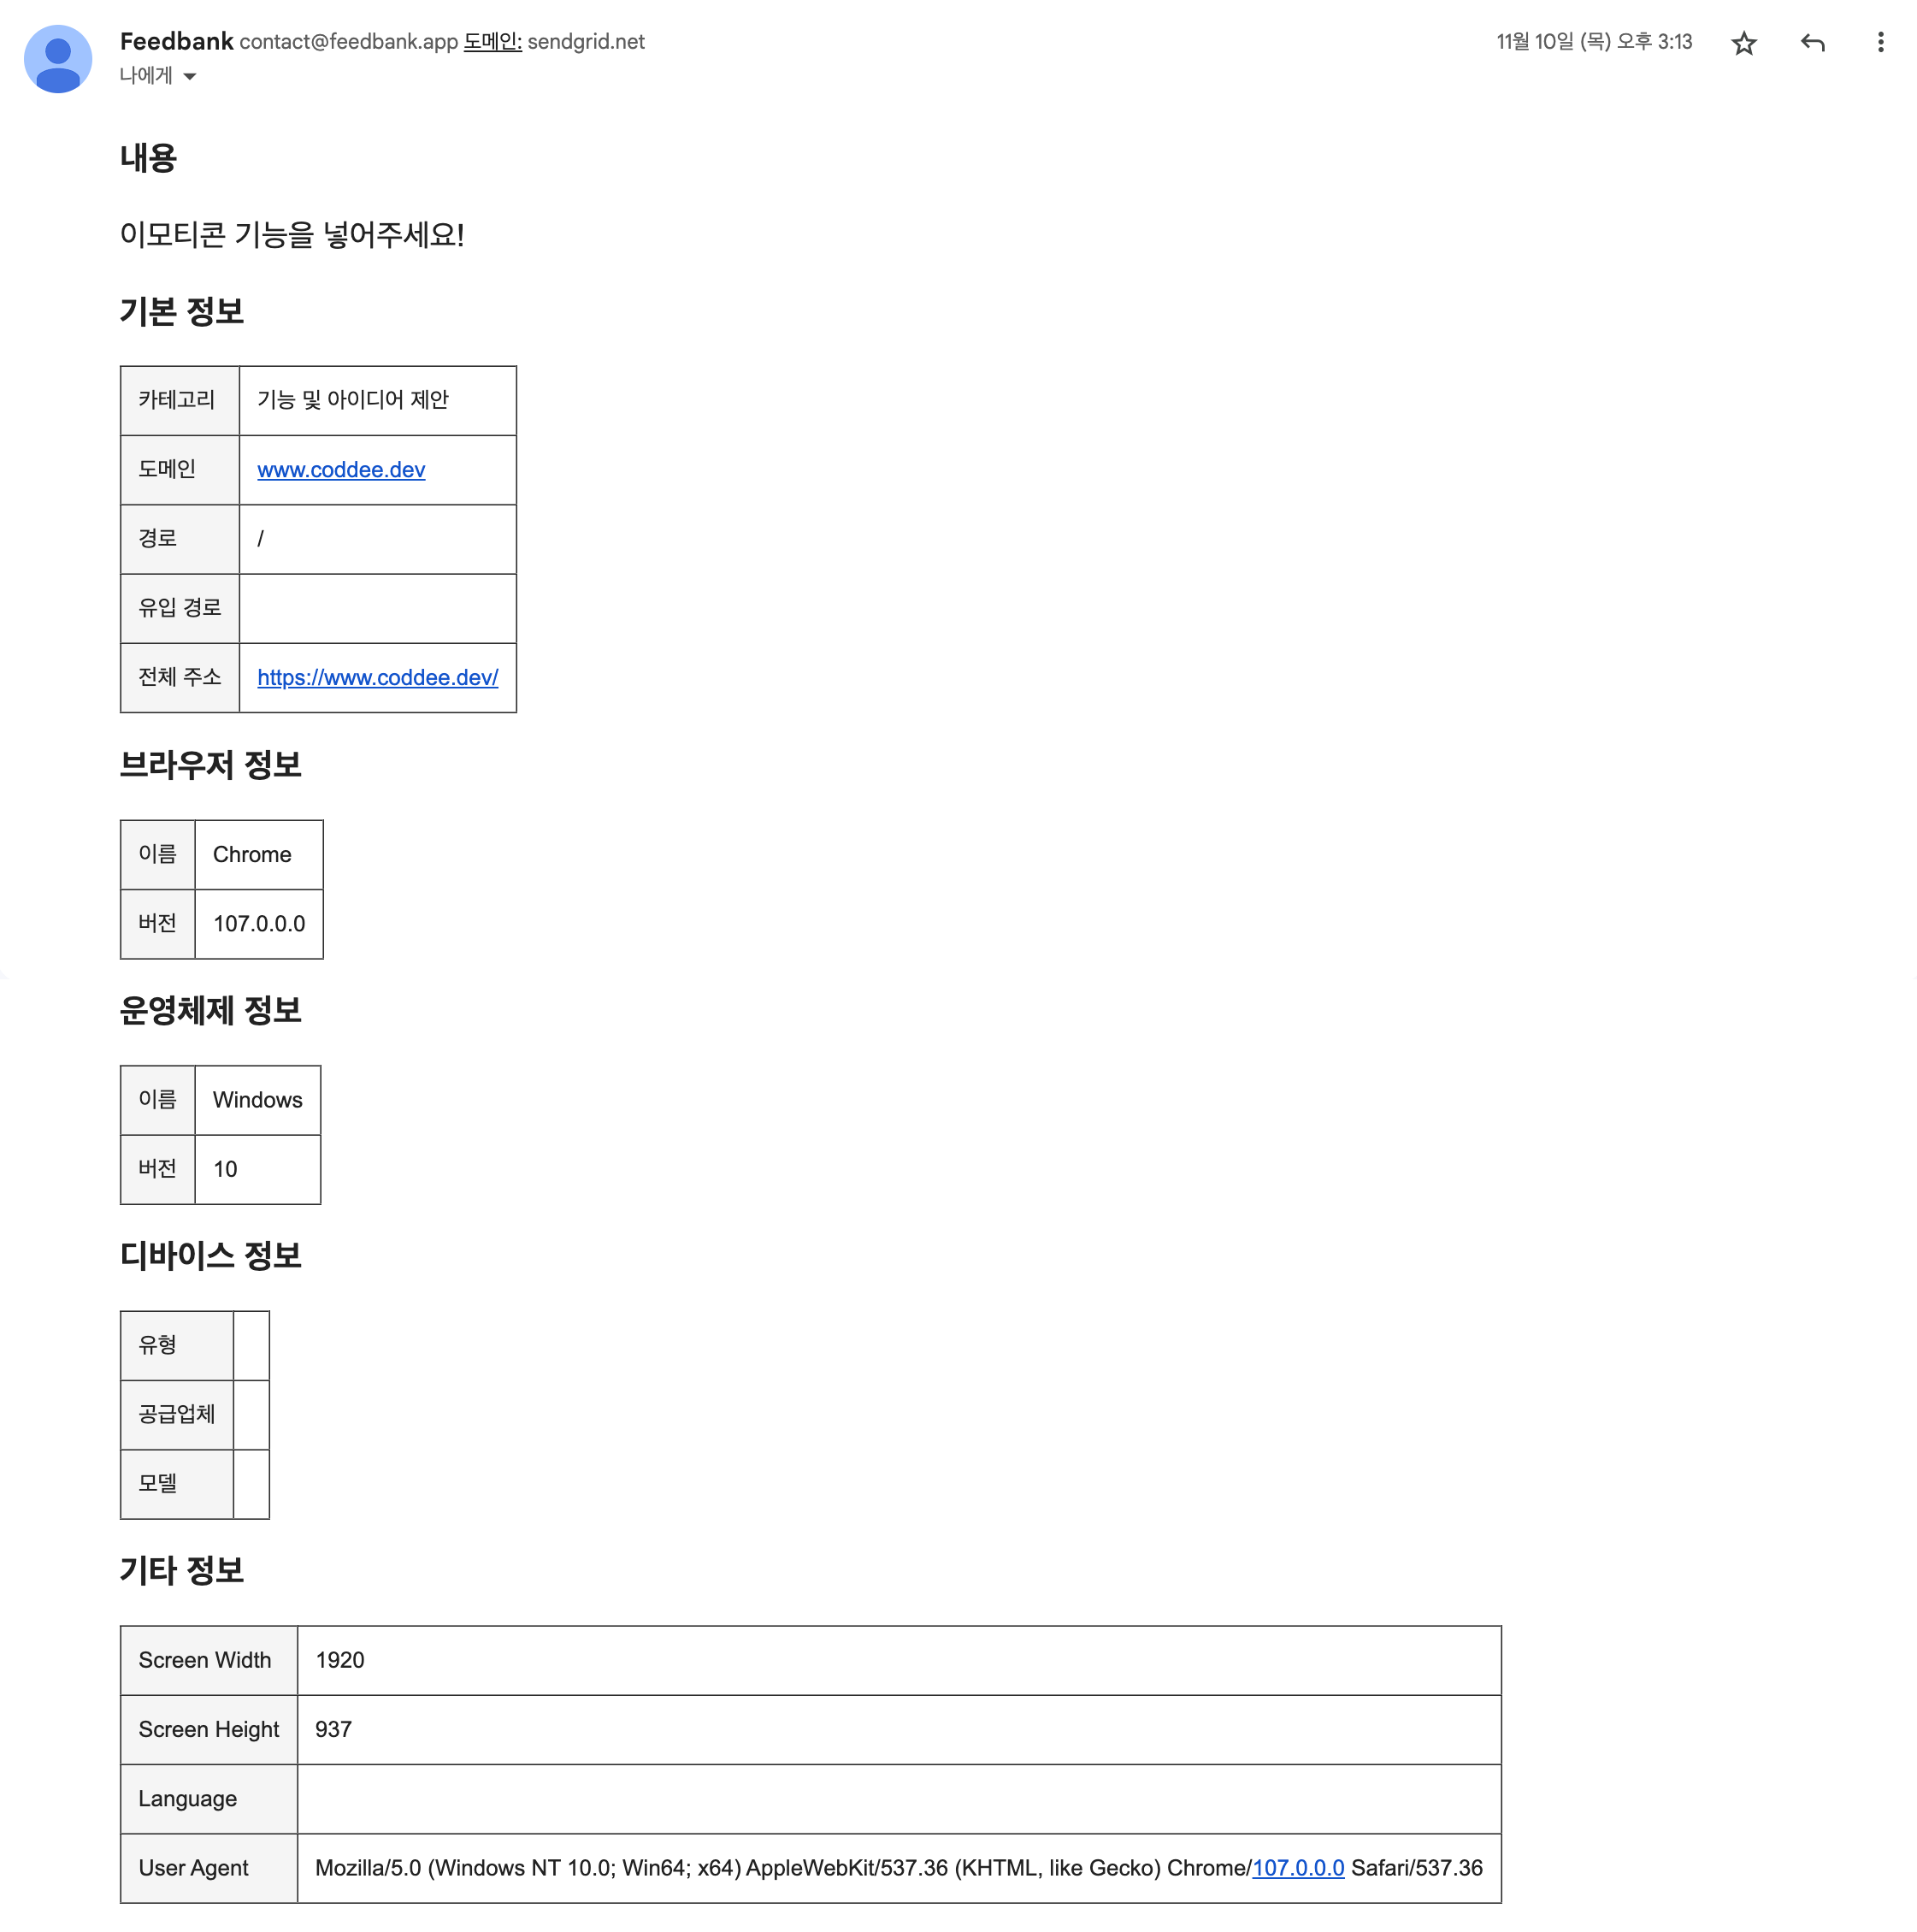 Feedbank contact@feedbank.app 도메인: sendgrid.net 11월 10일 (목) 오후 3:13
나에게
내용
이모티콘 기능을 넣어주세요!
기본 정보
카테고리 기능 및 아이디어 제안
도메인 www.coddee.dev
경로 /
유입 경로
전체 주소 https://www.coddee.dev/
브라우저 정보
이름 Chrome
버전 107.0.0.0
운영체제 정보
이름 Windows
버전 10
디바이스 정보
유형
공급업체
모델
기타 정보
Screen Width 1920
Screen Height 937
Language
User Agent Mozilla/5.0 (Windows NT 10.0; Win64; x64) AppleWebKit/537.36 (KHTML, like Gecko) Chrome/107.0.0.0 Safari/537.36